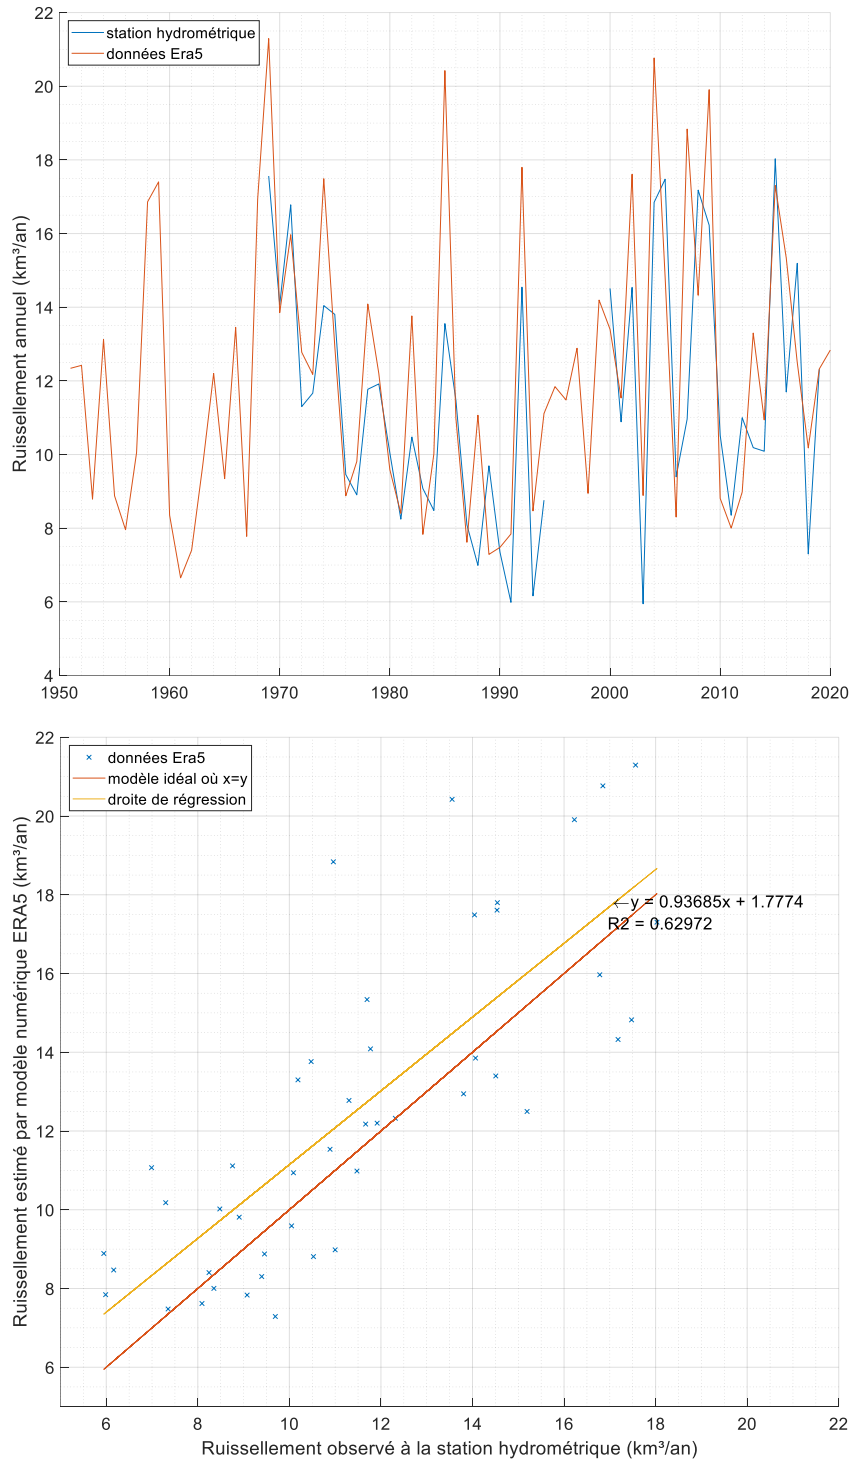 22
20
18
16
14
12
10
8
6
4
Ruissellement annuel (km³/an)
station hydrométrique
données Era5
1950 1960 1970 1980 1990 2000 2010 2020
22
20
18
16
14
12
10
8
6
Ruissellement estimé par modèle numérique ERA5 (km³/an)
données Era5
modèle idéal où x=y
droite de régression
←y = 0.93685x + 1.7774
R2 = 0.62972
6 8 10 12 14 16 18 20 22
Ruissellement observé à la station hydrométrique (km³/an)